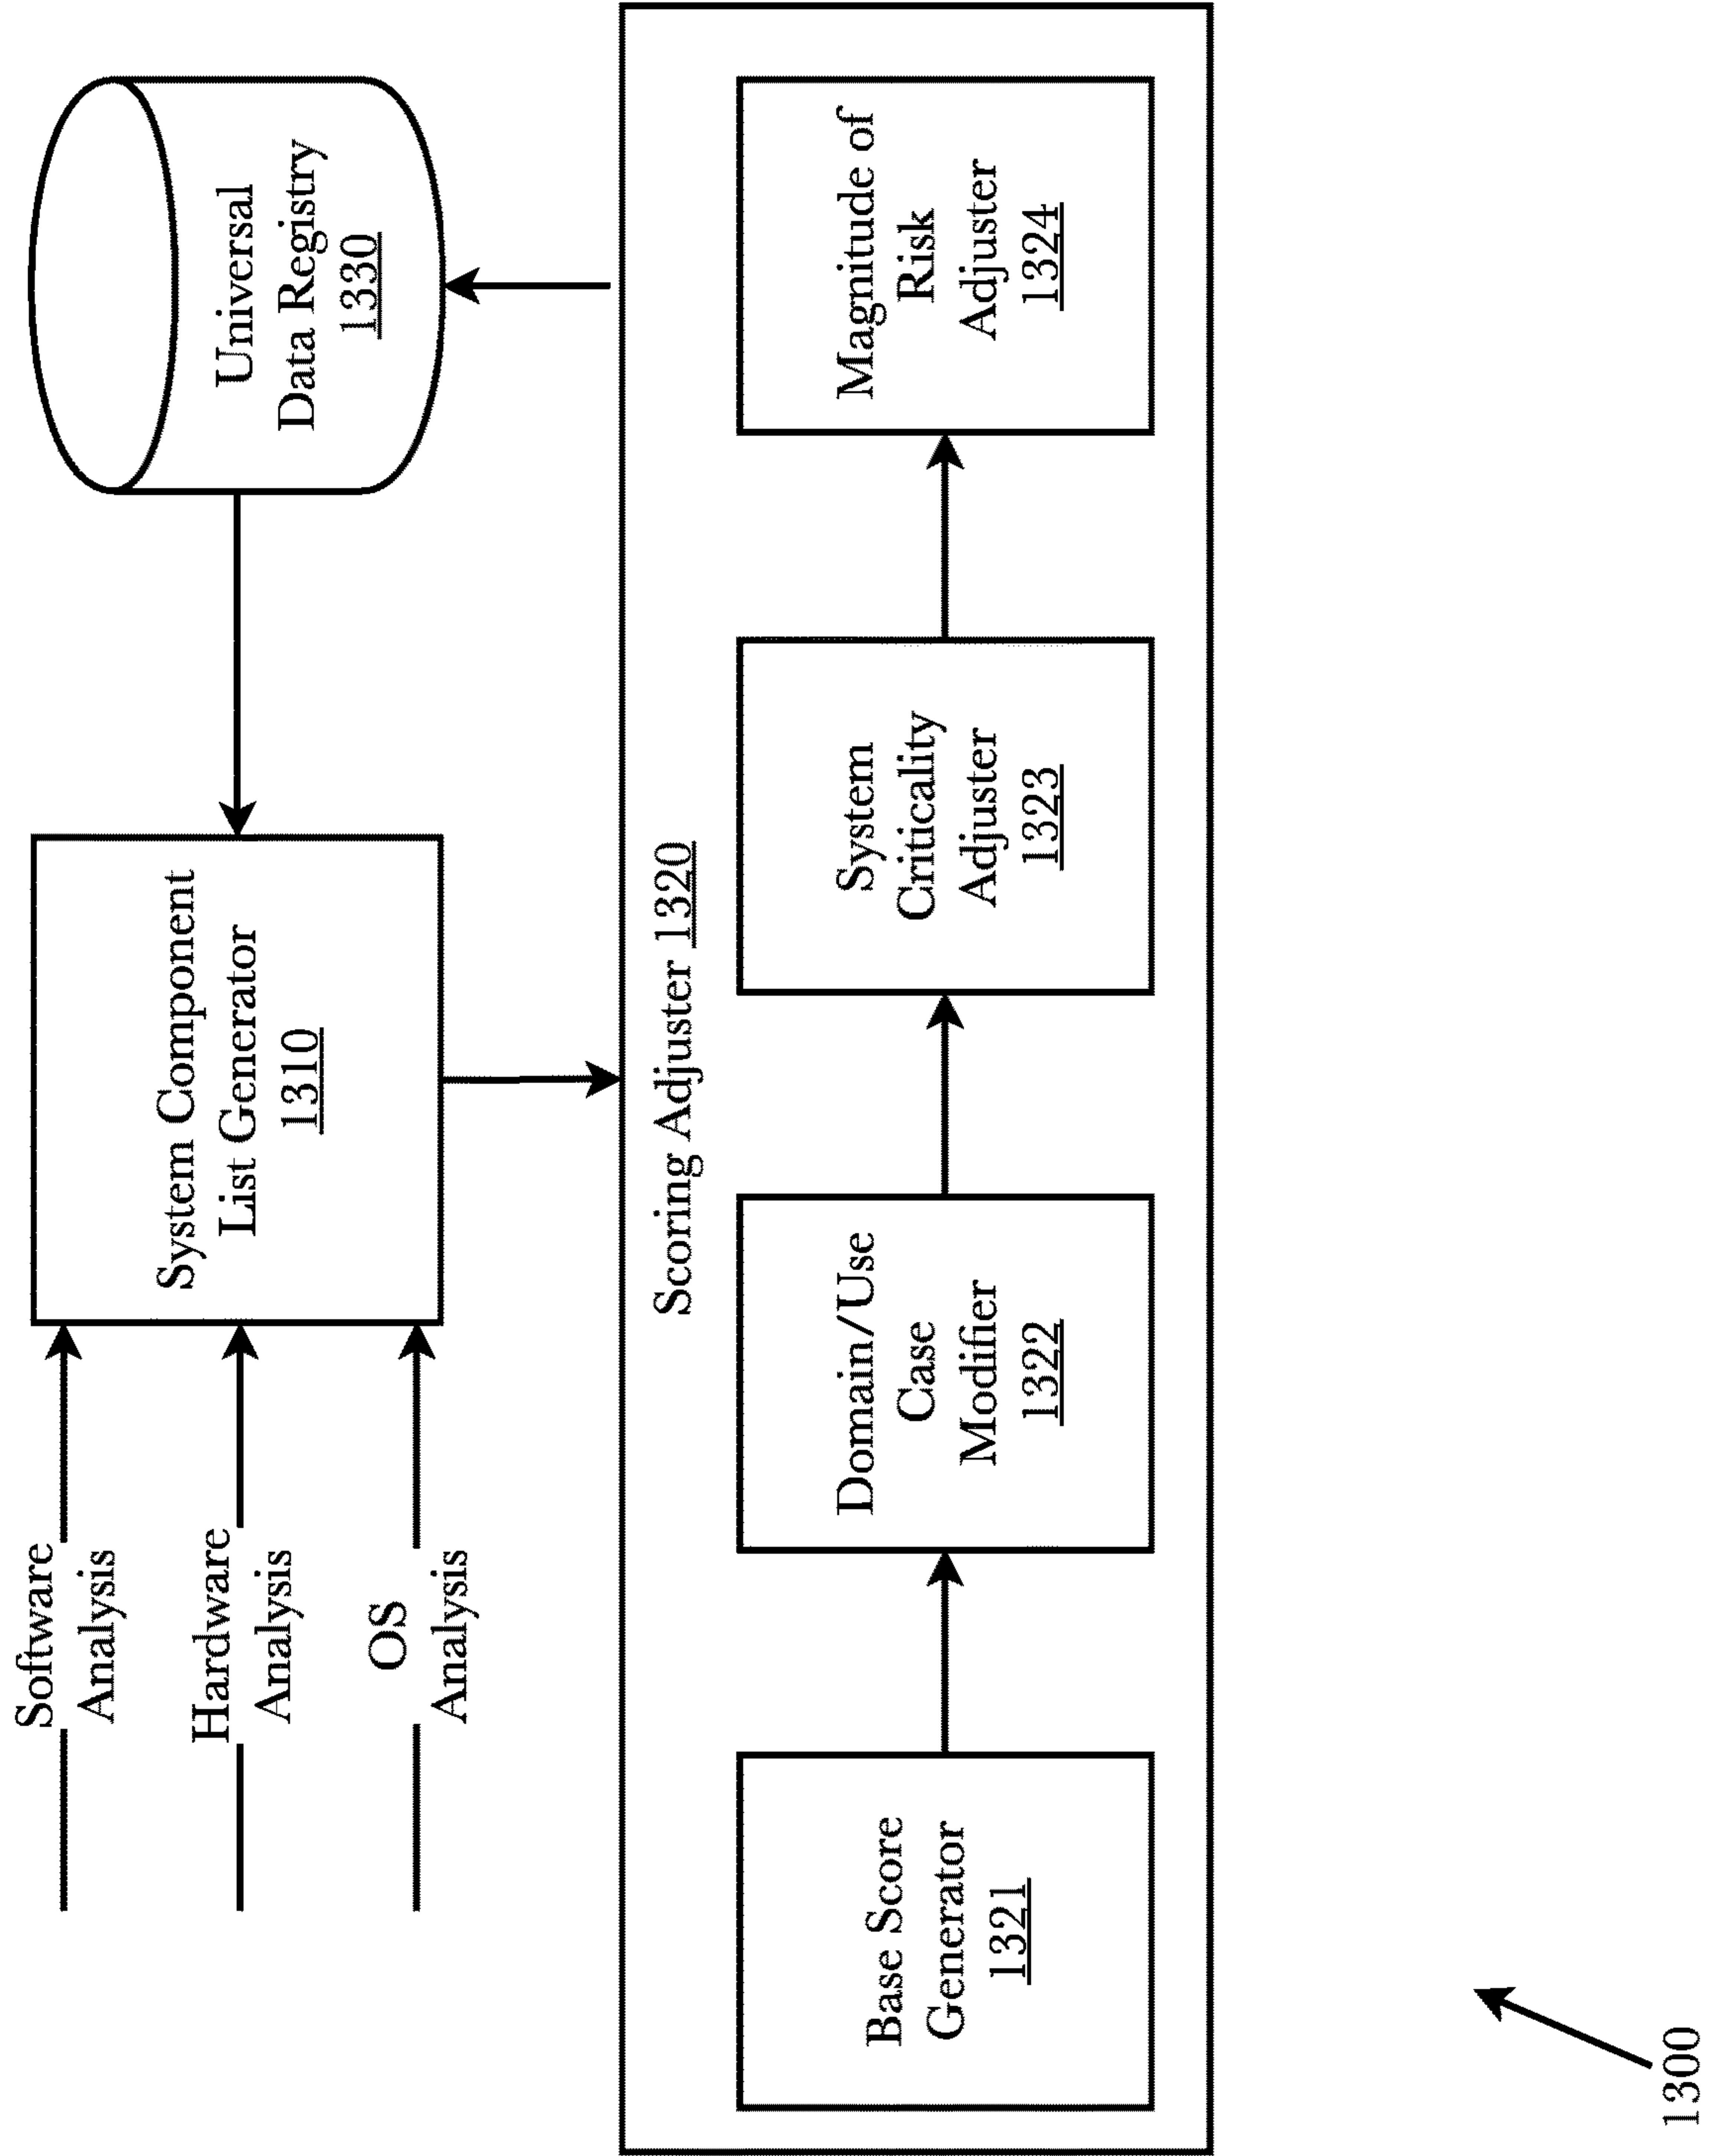 Software
Analysis
Hardware
Analysis
OS
Analysis
System Component
List Generator
1310
Universal
Data Registry
1330
Scoring Adjuster 1320
Base Score
Generator
1321
Domain/Use
Case
Modifier
1322
System
Criticality
Adjuster
1323
Magnitude of
Risk
Adjuster
1324
1300